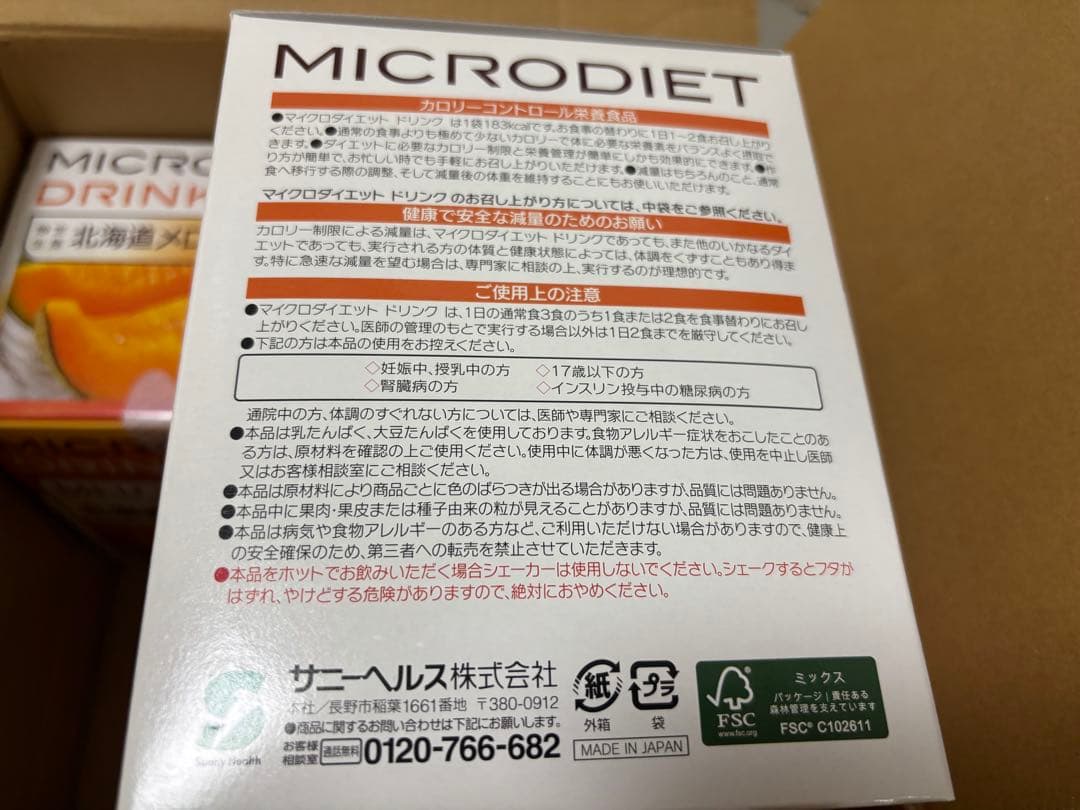 MICRODIET
カロリーコントロール栄養食品
●マイクロダイエット ドリンク は1袋183kcalです。お食事の替わりに1日1~2食お召し上がり
ください。●通常の食事よりも極めて少ないカロリーで体に必要な栄養素をバランスよく摂取で
きます。●ダイエットに必要なカロリー制限と栄養管理が簡単にしかも効果的にできます。●作
り方が簡単で、お忙しい時でも手軽にお召し上がりいただけます。●減量はもちろんのこと、通常
食へ移行する際の調整、そして減量後の体重を維持することにもお使いいただけます。
マイクロダイエット ドリンク のお召し上がり方については、中袋をご参照ください。
健康で安全な減量のためのお願い
カロリー制限による減量は、マイクロダイエット ドリンクであっても、また他のいかなるダイ
エットであっても、実行される方の体質と健康状態によっては、体調をくずすこともあり得ま
す。特に急速な減量を望む場合は、専門家に相談の上、実行するのが理想的です。
ご使用上の注意
●マイクロダイエット ドリンク は、1日の通常食3食のうち1食または2食を食事替わりにお召し
上がりください。医師の管理のもとで実行する場合以外は1日2食までを厳守してください。
●下記の方は本品の使用をお控えください。
◇妊娠中、授乳中の方 ◇17歳以下の方
◇腎臓病の方 ◇インスリン投与中の糖尿病の方
通院中の方、体調のすぐれない方については、医師や専門家にご相談ください。
●本品は乳たんぱく、大豆たんぱくを使用しております。食物アレルギー症状をおこしたことのあ
る方は、原材料を確認の上ご使用ください。使用中に体調が悪くなった方は、使用を中止し医師
又はお客様相談室にご相談ください。
●本品は原材料により商品ごとに色のばらつきが出る場合がありますが、品質には問題ありません。
●本品中に果肉・果皮または種子由来の粒が見えることがありますが、品質には問題ありません。
●本品は病気や食物アレルギーのある方など、ご利用いただけない場合がありますので、健康上
の安全確保のため、第三者への転売を禁止させていただきます。
●本品をホットでお飲みいただく場合シェーカーは使用しないでください。シェークするとフタが
はずれ、やけどする危険がありますので、絶対におやめください。
Sunny Health
サニーヘルス株式会社
本社/長野市稲葉1661番地 〒380-0912
●商品に関するお問い合わせは下記にお願いします。
お客様相談室 通話無料 0120-766-682
紙 外箱
プラ 袋
MADE IN JAPAN
FSC
www.fsc.org
ミックス
パッケージ|責任ある
森林管理を支えています
FSC® C102611
MICRO
DRINK
北海道メロ